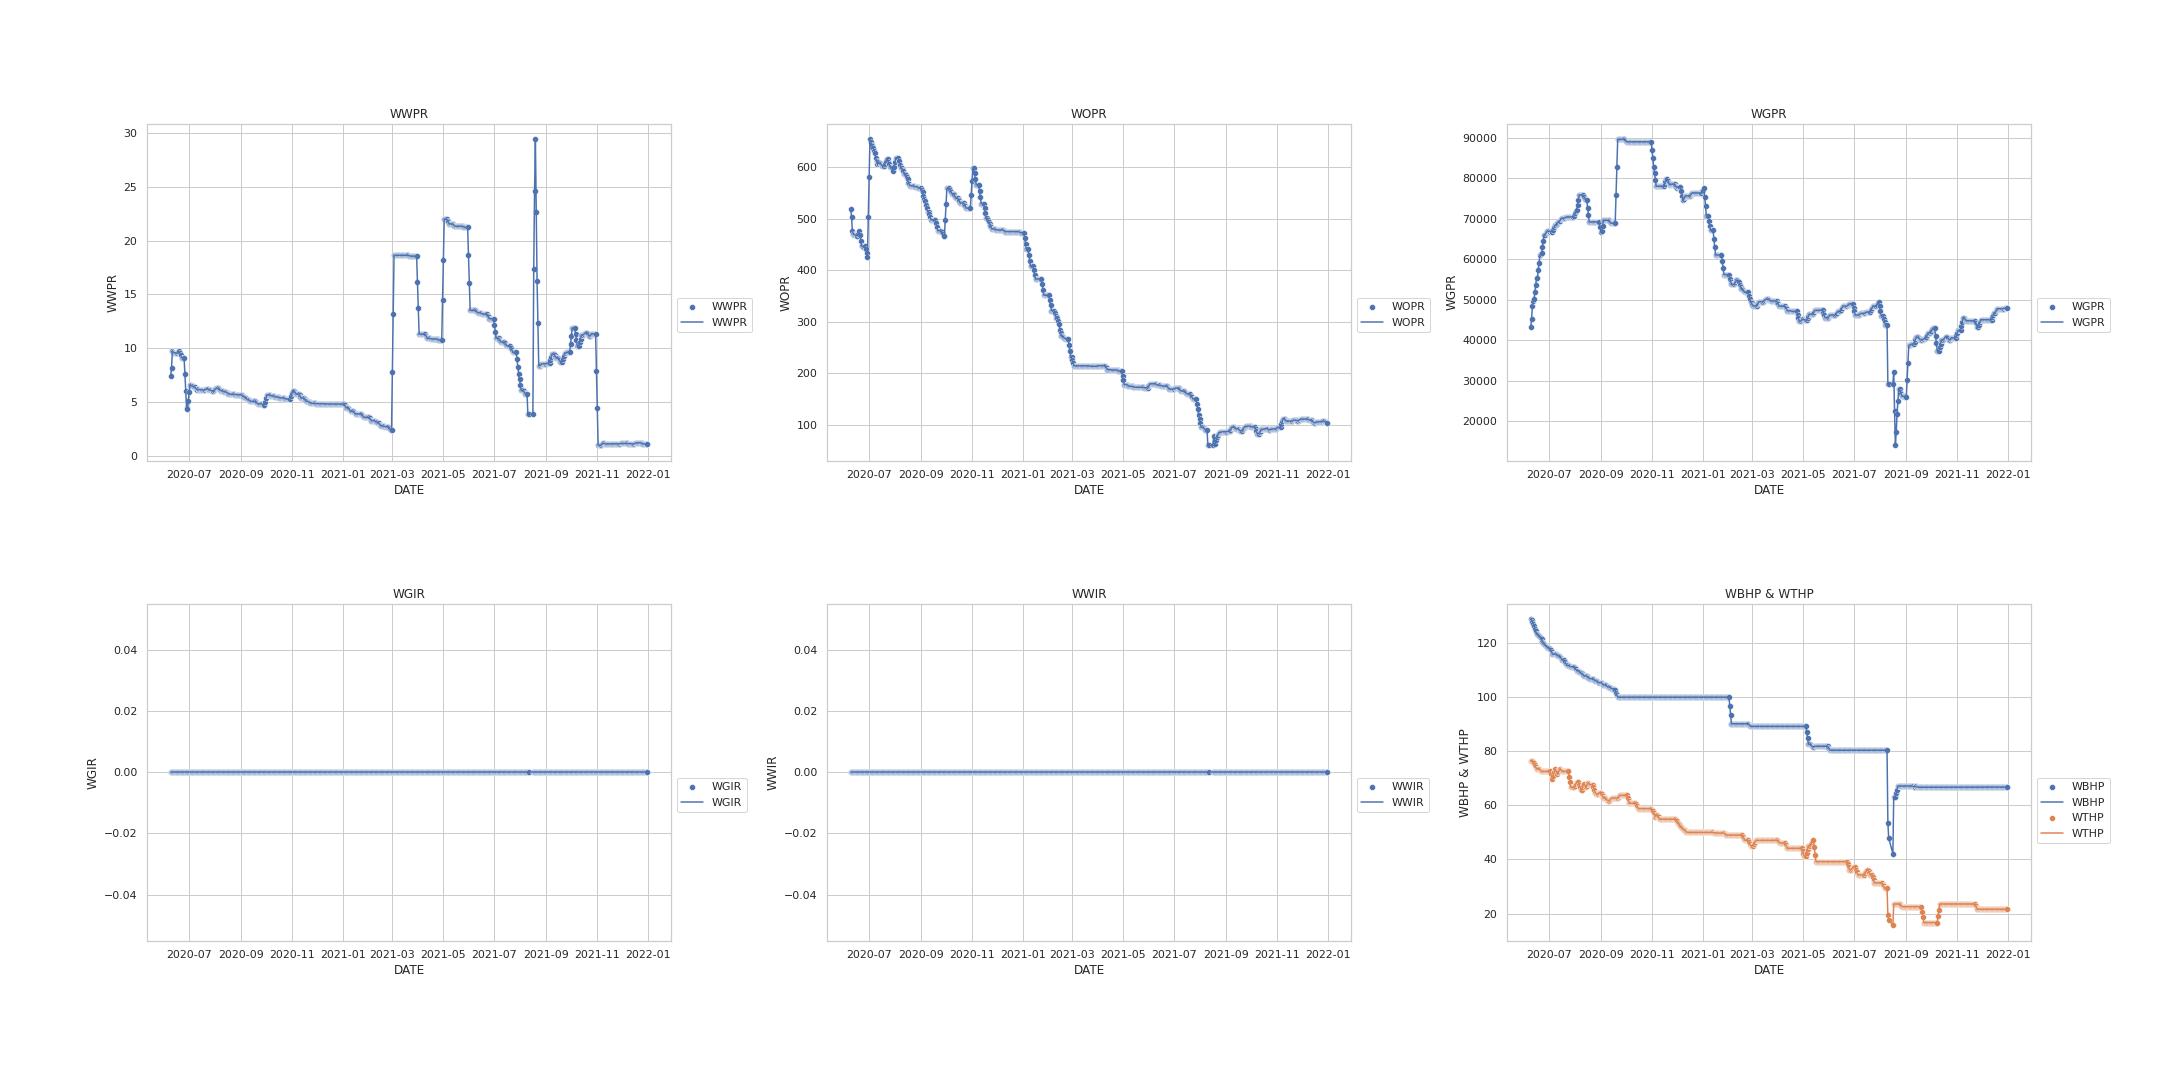 WWPR
30
25
20
15
10
5
0
WWPR
2020-07 2020-09 2020-11 2021-01 2021-03 2021-05 2021-07 2021-09 2021-11 2022-01
DATE
WWPR
WWPR
WOPR
600
500
400
300
200
100
WOPR
2020-07 2020-09 2020-11 2021-01 2021-03 2021-05 2021-07 2021-09 2021-11 2022-01
DATE
WOPR
WOPR
WGPR
90000
80000
70000
60000
50000
40000
30000
20000
WGPR
2020-07 2020-09 2020-11 2021-01 2021-03 2021-05 2021-07 2021-09 2021-11 2022-01
DATE
WGPR
WGPR
WGIR
0.04
0.02
0.00
−0.02
−0.04
WGIR
2020-07 2020-09 2020-11 2021-01 2021-03 2021-05 2021-07 2021-09 2021-11 2022-01
DATE
WGIR
WGIR
WWIR
0.04
0.02
0.00
−0.02
−0.04
WWIR
2020-07 2020-09 2020-11 2021-01 2021-03 2021-05 2021-07 2021-09 2021-11 2022-01
DATE
WWIR
WWIR
WBHP & WTHP
120
100
80
60
40
20
WBHP & WTHP
2020-07 2020-09 2020-11 2021-01 2021-03 2021-05 2021-07 2021-09 2021-11 2022-01
DATE
WBHP
WBHP
WTHP
WTHP